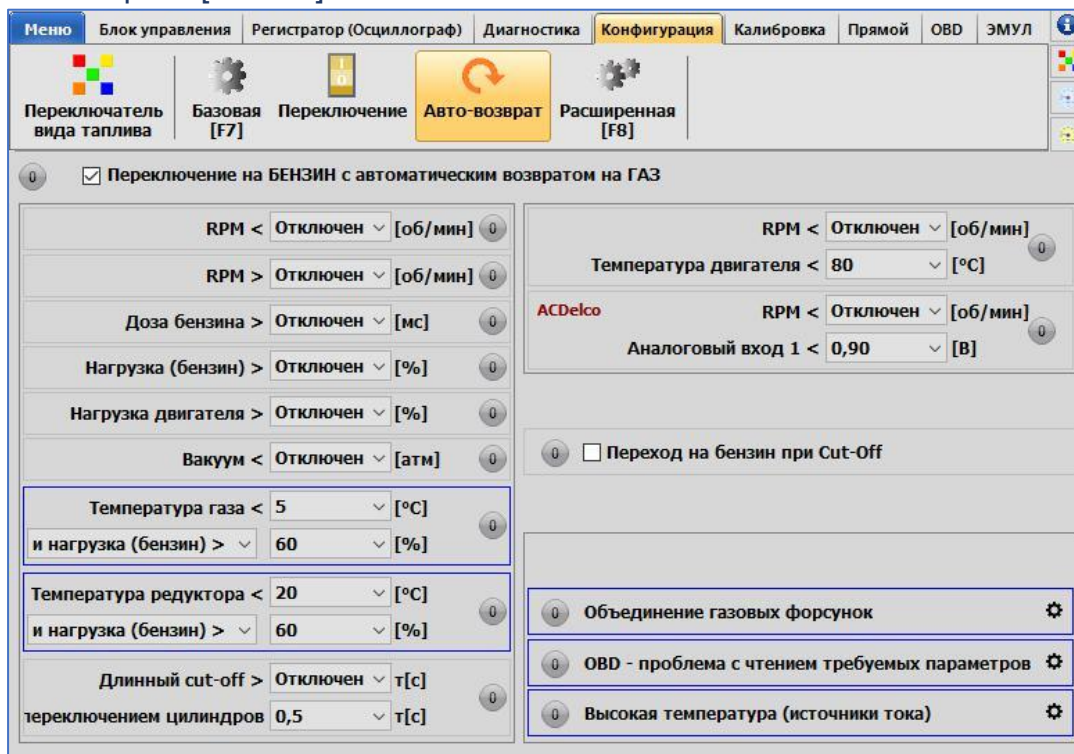 Меню Блок управления Регистратор (Осциллограф) Диагностика Конфигурация Калибровка Прямой OBD ЭМУЛ
Переключатель вида таплива
Базовая [F7]
Переключение
Авто-возврат
Расширенная [F8]
0 Переключение на БЕНЗИН с автоматическим возвратом на ГАЗ
RPM < Отключен [об/мин] 0
RPM > Отключен [об/мин] 0
Доза бензина > Отключен [мс] 0
Нагрузка (бензин) > Отключен [%] 0
Нагрузка двигателя > Отключен [%] 0
Вакуум < Отключен [атм] 0
Температура газа < 5 [°C]
и нагрузка (бензин) > 60 [%] 0
Температура редуктора < 20 [°C]
и нагрузка (бензин) > 60 [%] 0
Длинный cut-off > Отключен т[с]
переключением цилиндров 0,5 т[с] 0
RPM < Отключен [об/мин]
Температура двигателя < 80 [°C] 0
ACDelco RPM < Отключен [об/мин]
Аналоговый вход 1 < 0,90 [В] 0
0 Переход на бензин при Cut-Off
0 Объединение газовых форсунок
0 OBD - проблема с чтением требуемых параметров
0 Высокая температура (источники тока)